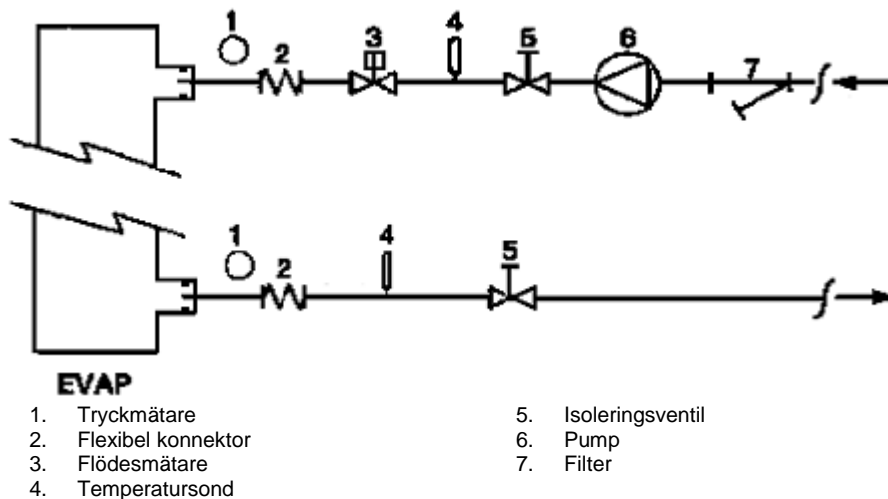 1 2 3 4 5 6 7
1 2 4 5
EVAP
1. Tryckmätare
2. Flexibel konnektor
3. Flödesmätare
4. Temperatursond
5. Isoleringsventil
6. Pump
7. Filter